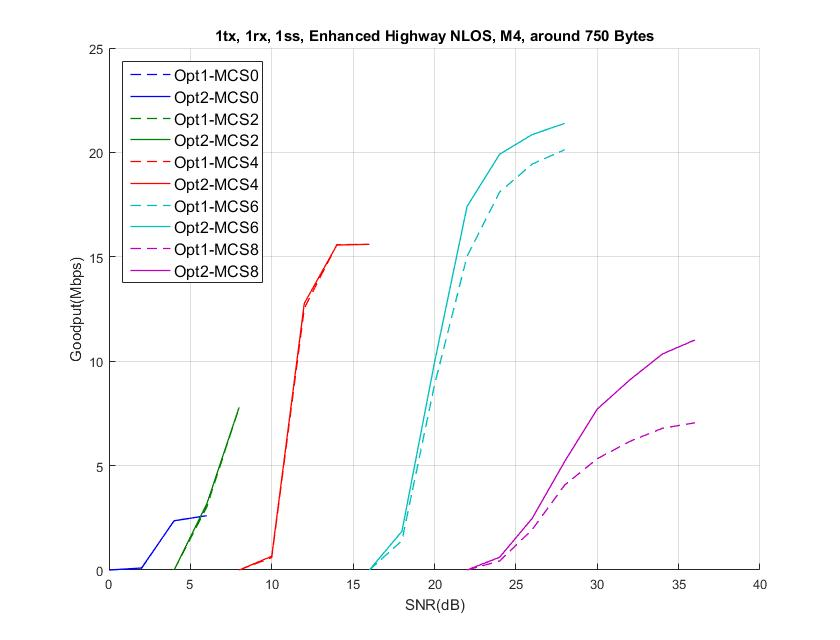 1tx, 1rx, 1ss, Enhanced Highway NLOS, M4, around 750 Bytes
25
20
15
10
5
0
Goodput(Mbps)
Opt1-MCS0
Opt2-MCS0
Opt1-MCS2
Opt2-MCS2
Opt1-MCS4
Opt2-MCS4
Opt1-MCS6
Opt2-MCS6
Opt1-MCS8
Opt2-MCS8
0 5 10 15 20 25 30 35 40
SNR(dB)